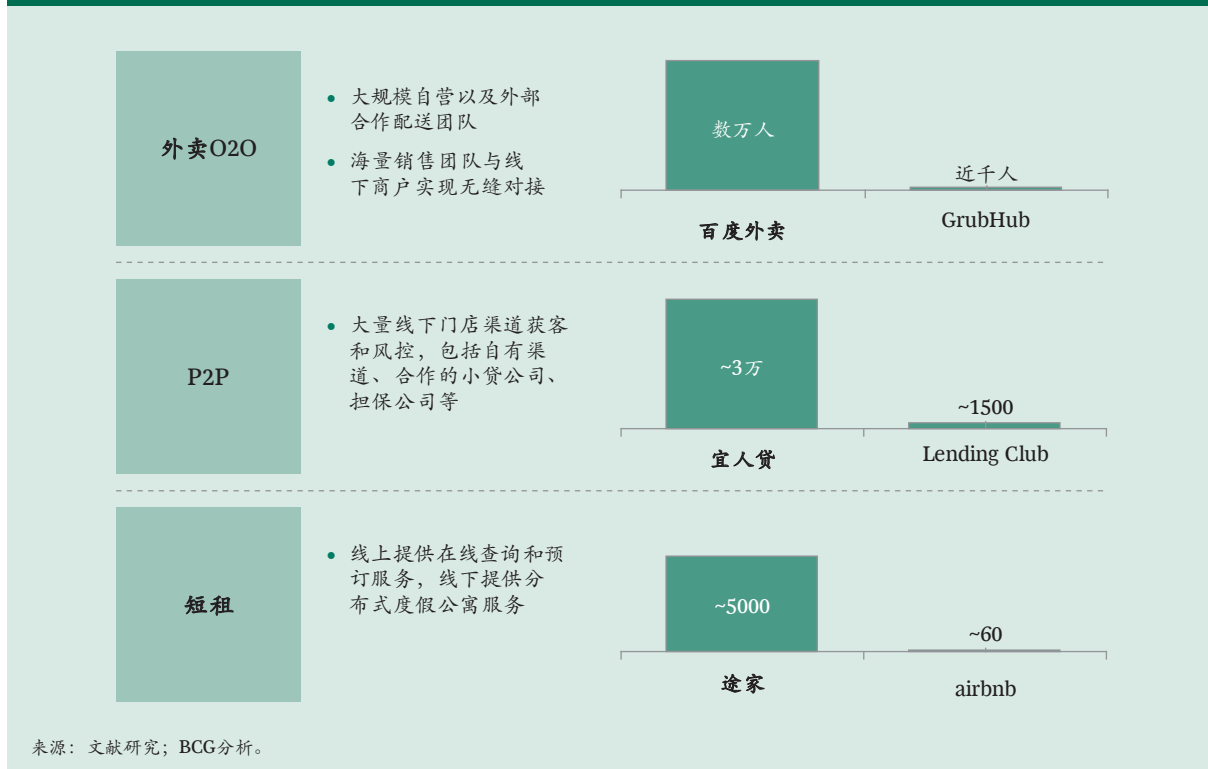 外卖O2O
• 大规模自营以及外部
合作配送团队
• 海量销售团队与线
下商户实现无缝对接
数万人
近千人
百度外卖
GrubHub
P2P
• 大量线下门店渠道获客
和风控，包括自有渠
道、合作的小贷公司、
担保公司等
~3万
~1500
宜人贷
Lending Club
短租
• 线上提供在线查询和预
订服务，线下提供分
布式度假公寓服务
~5000
~60
途家
airbnb
来源：文献研究；BCG分析。